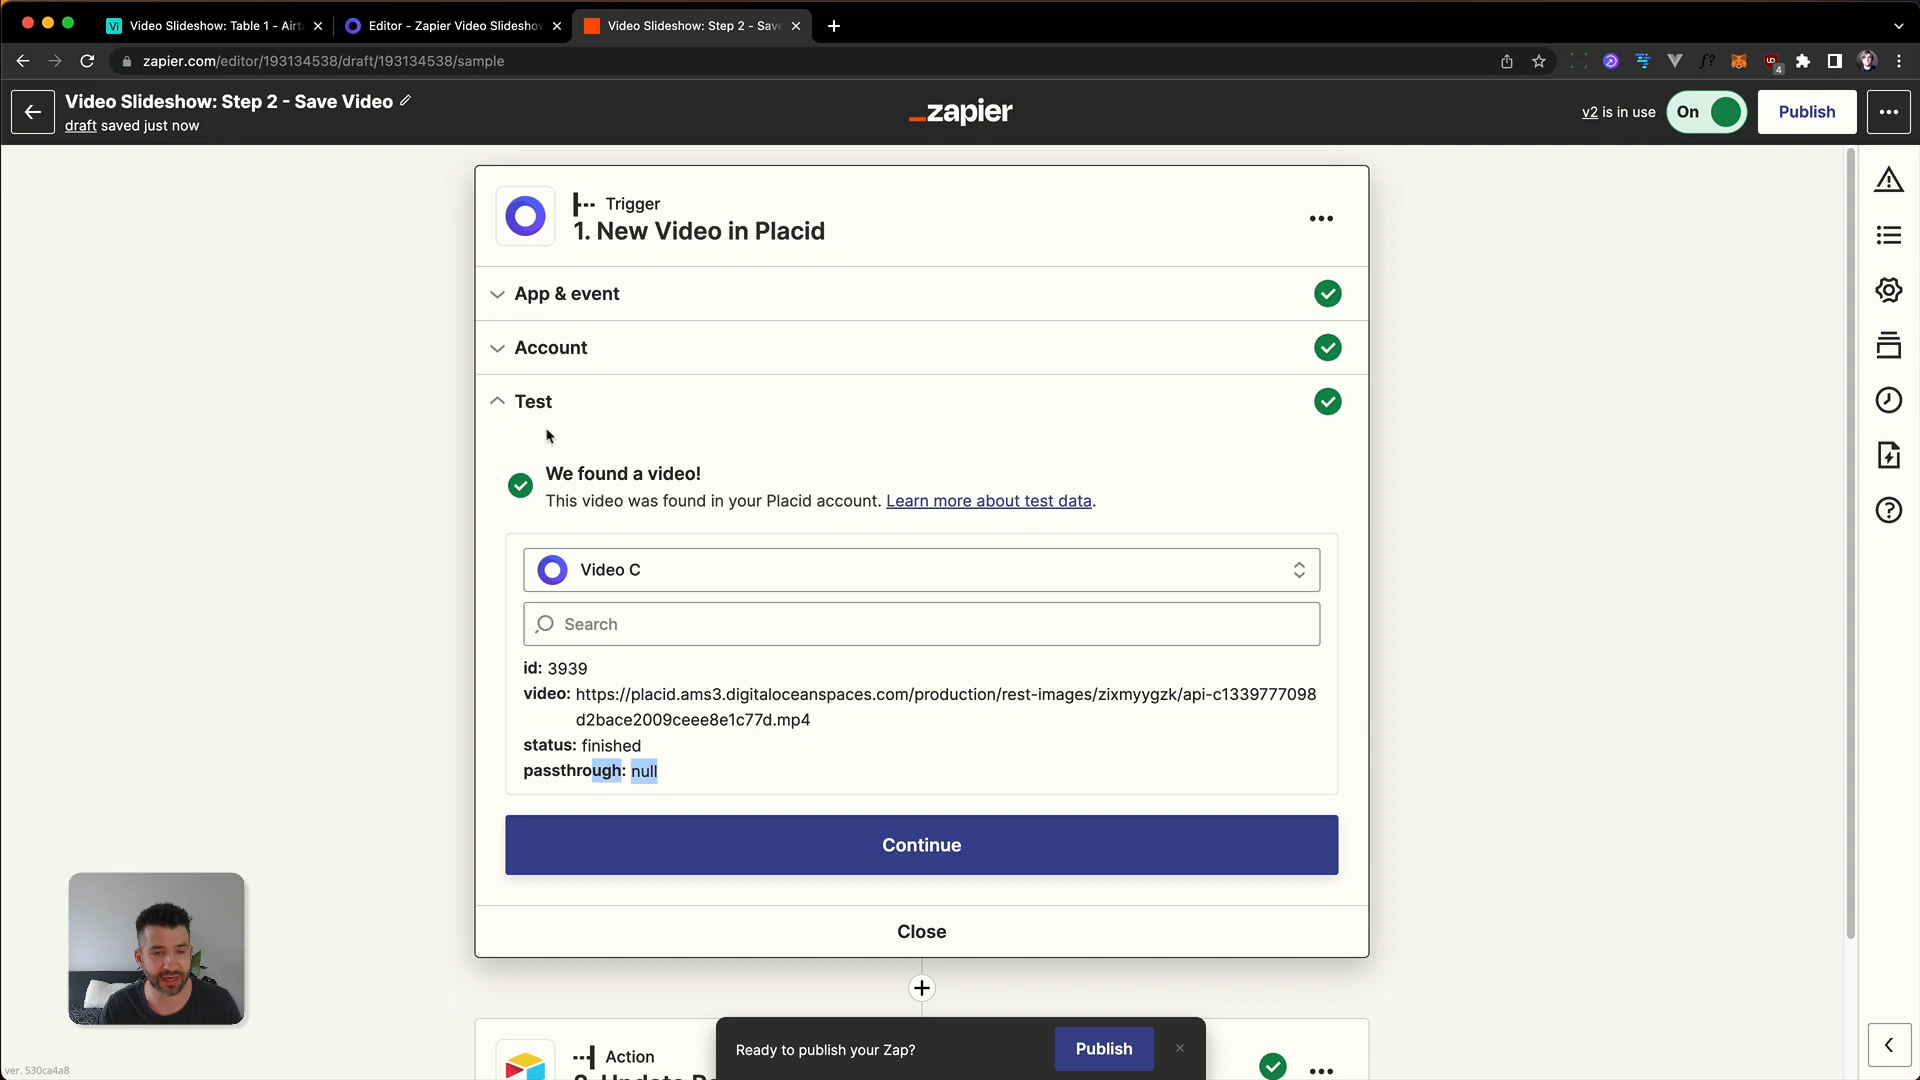 Video Slideshow: Table 1 - Airta
Editor - Zapier Video Slideshow
Video Slideshow: Step 2 - Save
zapier.com/editor/193134538/draft/193134538/sample
4
Video Slideshow: Step 2 - Save Video
draft saved just now
zapier
v2 is in use
On
Publish
Trigger
1. New Video in Placid
App & event
Account
Test
We found a video!
This video was found in your Placid account. Learn more about test data.
Video C
Search
id: 3939
video: https://placid.ams3.digitaloceanspaces.com/production/rest-images/zixmyygzk/api-c1339777098
d2bace2009ceee8e1c77d.mp4
status: finished
passthrough: null
Continue
Close
Action
Ready to publish your Zap?
Publish
ver. 530ca4a8